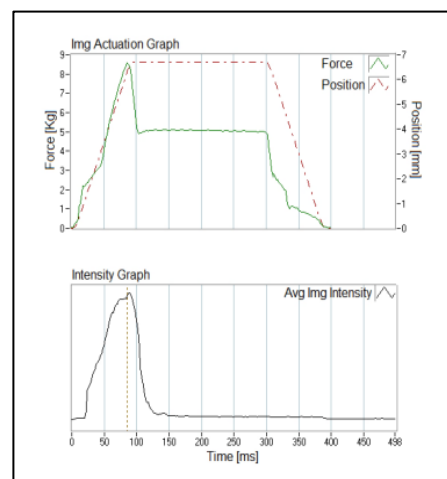 Img Actuation Graph
Force
Position
Force [Kg]
9
8
7
6
5
4
3
2
1
0
Position [mm]
-7
-6
-5
-4
-3
-2
-1
-0
Intensity Graph
Avg Img Intensity
0 50 100 150 200 250 300 350 400 450 498
Time [ms]